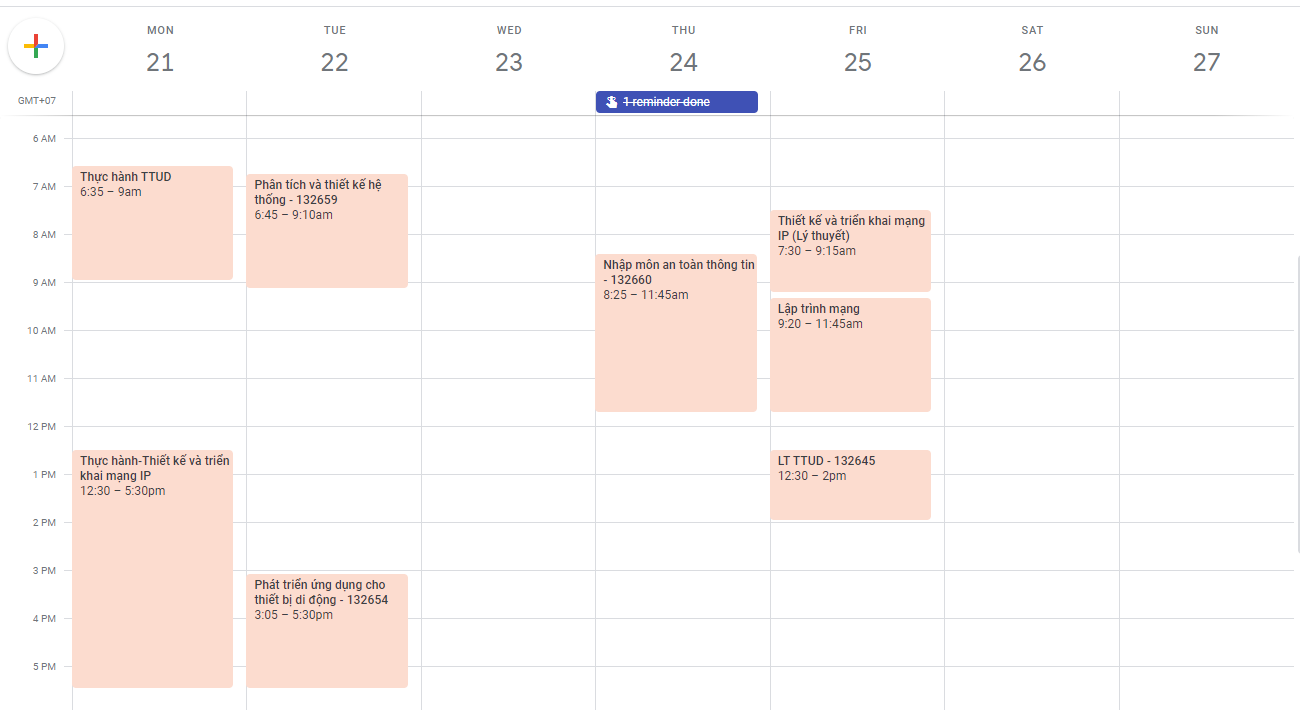 MON
TUE
WED
THU
FRI
SAT
SUN
21
22
23
24
25
26
27
GMT+07
1 reminder done
6 AM
7 AM
8 AM
9 AM
10 AM
11 AM
12 PM
1 PM
2 PM
3 PM
4 PM
5 PM
Thực hành TTUD
6:35 – 9am
Thực hành-Thiết kế và triển
khai mạng IP
12:30 – 5:30pm
Phân tích và thiết kế hệ
thống - 132659
6:45 – 9:10am
Phát triển ứng dụng cho
thiết bị di động - 132654
3:05 – 5:30pm
Nhập môn an toàn thông tin
- 132660
8:25 – 11:45am
Thiết kế và triển khai mạng
IP (Lý thuyết)
7:30 – 9:15am
Lập trình mạng
9:20 – 11:45am
LT TTUD - 132645
12:30 – 2pm